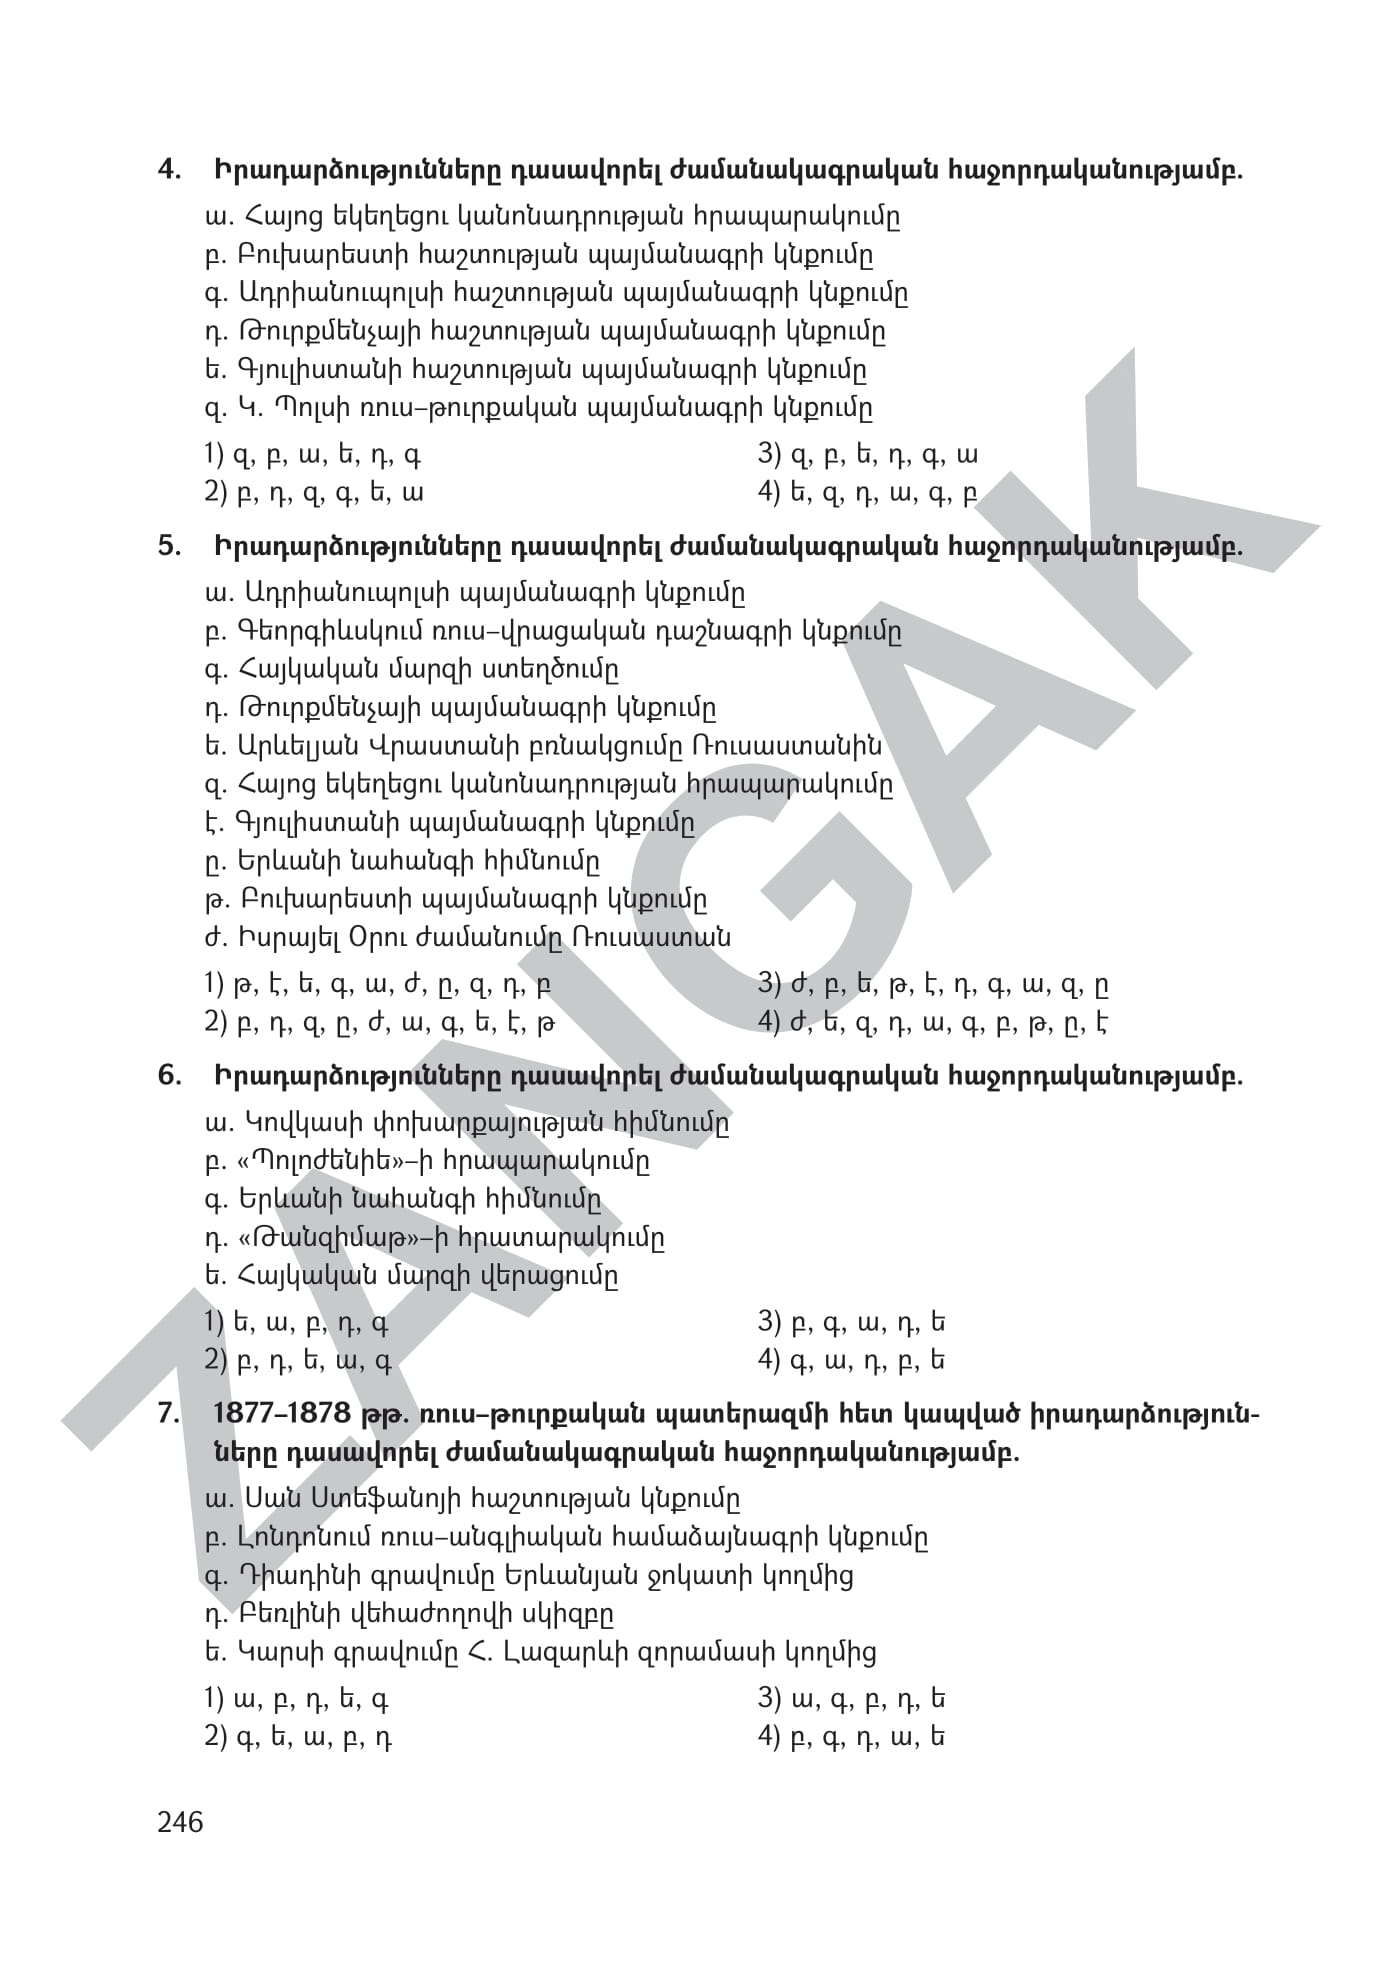 4. Իրադարձությունները դասավորել ժամանակագրական հաջորդականությամբ.
ա. Հայոց եկեղեցու կանոնադրության հրապարակումը
բ. Բուխարեստի հաշտության պայմանագրի կնքումը
գ. Ադրիանուպոլսի հաշտության պայմանագրի կնքումը
դ. Թուրքմենչայի հաշտության պայմանագրի կնքումը
ե. Գյուլիստանի հաշտության պայմանագրի կնքումը
զ. Կ. Պոլսի ռուս–թուրքական պայմանագրի կնքումը
1) զ, բ, ա, ե, դ, գ
3) զ, բ, ե, դ, գ, ա
2) բ, դ, զ, գ, ե, ա
4) ե, զ, դ, ա, գ, բ
5. Իրադարձությունները դասավորել ժամանակագրական հաջորդականությամբ.
ա. Ադրիանուպոլսի պայմանագրի կնքումը
բ. Գեորգիևսկում ռուս–վրացական դաշնագրի կնքումը
գ. Հայկական մարզի ստեղծումը
դ. Թուրքմենչայի պայմանագրի կնքումը
ե. Արևելյան Վրաստանի բռնակցումը Ռուսաստանին
զ. Հայոց եկեղեցու կանոնադրության հրապարակումը
է. Գյուլիստանի պայմանագրի կնքումը
ը. Երևանի նահանգի հիմնումը
թ. Բուխարեստի պայմանագրի կնքումը
ժ. Իսրայել Օրու ժամանումը Ռուսաստան
1) թ, է, ե, գ, ա, ժ, ը, զ, դ, բ
3) ժ, բ, ե, թ, է, դ, գ, ա, զ, ը
2) բ, դ, զ, ը, ժ, ա, գ, ե, է, թ
4) ժ, ե, զ, դ, ա, գ, բ, թ, ը, է
6. Իրադարձությունները դասավորել ժամանակագրական հաջորդականությամբ.
ա. Կովկասի փոխարքայության հիմնումը
բ. «Պոլոժենիե»–ի հրապարակումը
գ. Երևանի նահանգի հիմնումը
դ. «Թանզիմաթ»–ի հրատարակումը
ե. Հայկական մարզի վերացումը
1) ե, ա, բ, դ, գ
3) բ, գ, ա, դ, ե
2) բ, դ, ե, ա, գ
4) գ, ա, դ, բ, ե
7. 1877–1878 թթ. ռուս–թուրքական պատերազմի հետ կապված իրադարձություն-
ները դասավորել ժամանակագրական հաջորդականությամբ.
ա. Սան Ստեֆանոյի հաշտության կնքումը
բ. Լոնդոնում ռուս–անգլիական համաձայնագրի կնքումը
գ. Դիադինի գրավումը Երևանյան ջոկատի կողմից
դ. Բեռլինի վեհաժողովի սկիզբը
ե. Կարսի գրավումը Հ. Լազարևի զորամասի կողմից
1) ա, բ, դ, ե, գ
3) ա, գ, բ, դ, ե
2) գ, ե, ա, բ, դ
4) բ, գ, դ, ա, ե
246
ZANGAK